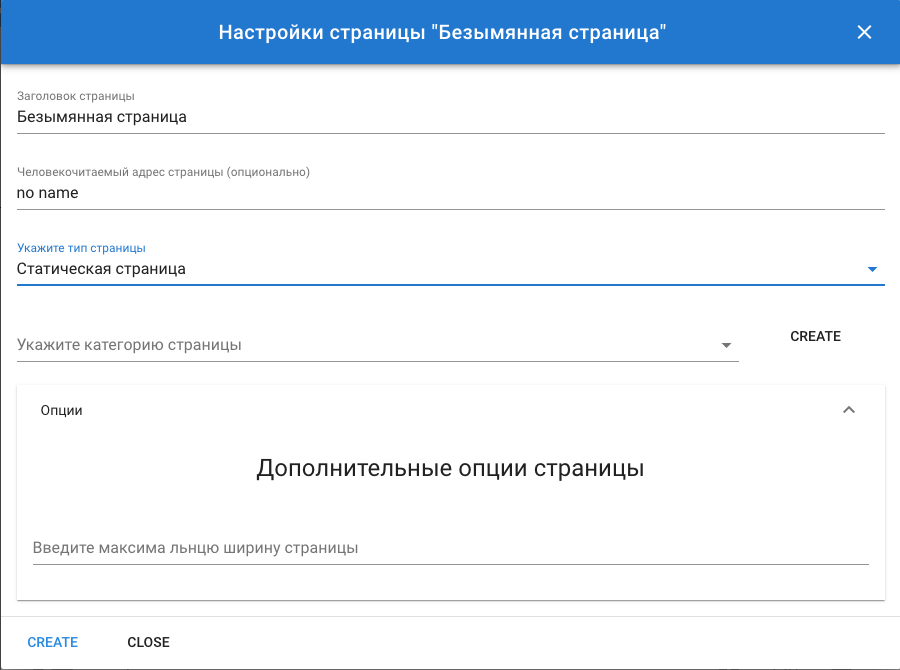 Настройки страницы "Безымянная страница"
Заголовок страницы
Безымянная страница
Человекочитаемый адрес страницы (опционально)
no name
Укажите тип страницы
Статическая страница
Укажите категорию страницы
CREATE
Опции
Дополнительные опции страницы
Введите максима льнцю ширину страницы
CREATE CLOSE